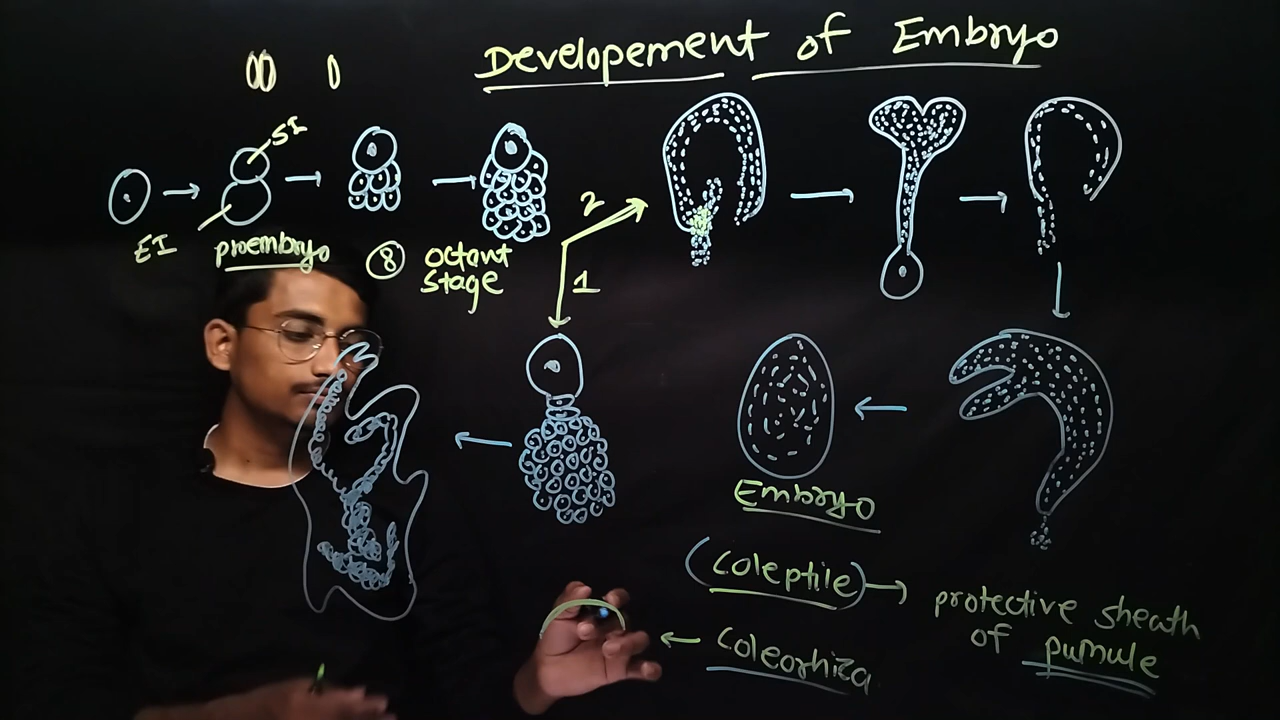 Developement of Embryo
SI
EI
proembryo
8
octant
stage
2
1
Embryo
(coleptile)
protective sheath
of pumule
coleorhiza